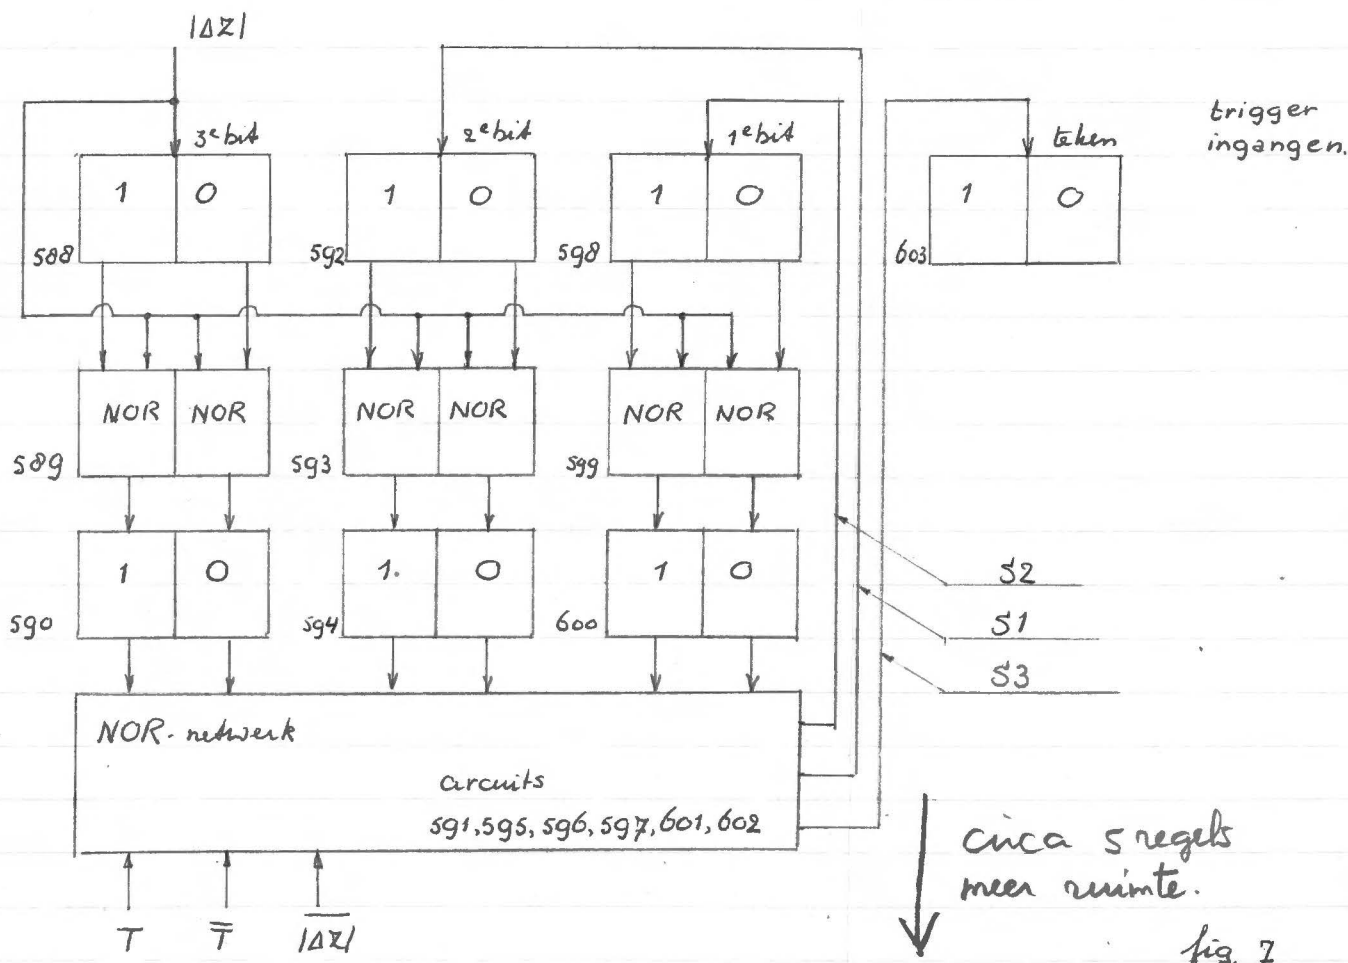 |ΔZ|
3e bit
2e bit
1e bit
teken
trigger
ingangen.
1 0
1 0
1 0
1 0
588
592
598
603
NOR NOR
NOR NOR
NOR NOR
589
593
599
1 0
1. 0
1 0
590
594
600
S2
S1
S3
NOR-netwerk
circuits
591, 595, 596, 597, 601, 602
circa 5 regels
meer ruimte.
T
T̅
|ΔZ|̅
fig 7